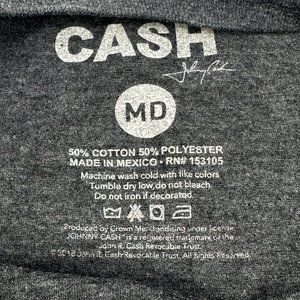 CASH
Johnny Cash
MD
50% COTTON 50% POLYESTER
MADE IN MEXICO • RN# 153105
Machine wash cold with like colors
Tumble dry low, do not bleach
Do not iron if decorated.
Produced by Crown Merchandising under license
JOHNNY CASH™ is a registered trademark of the
John R. Cash Revocable Trust.
2018 John R. Cash Revocable Trust. All Rights Reserved.